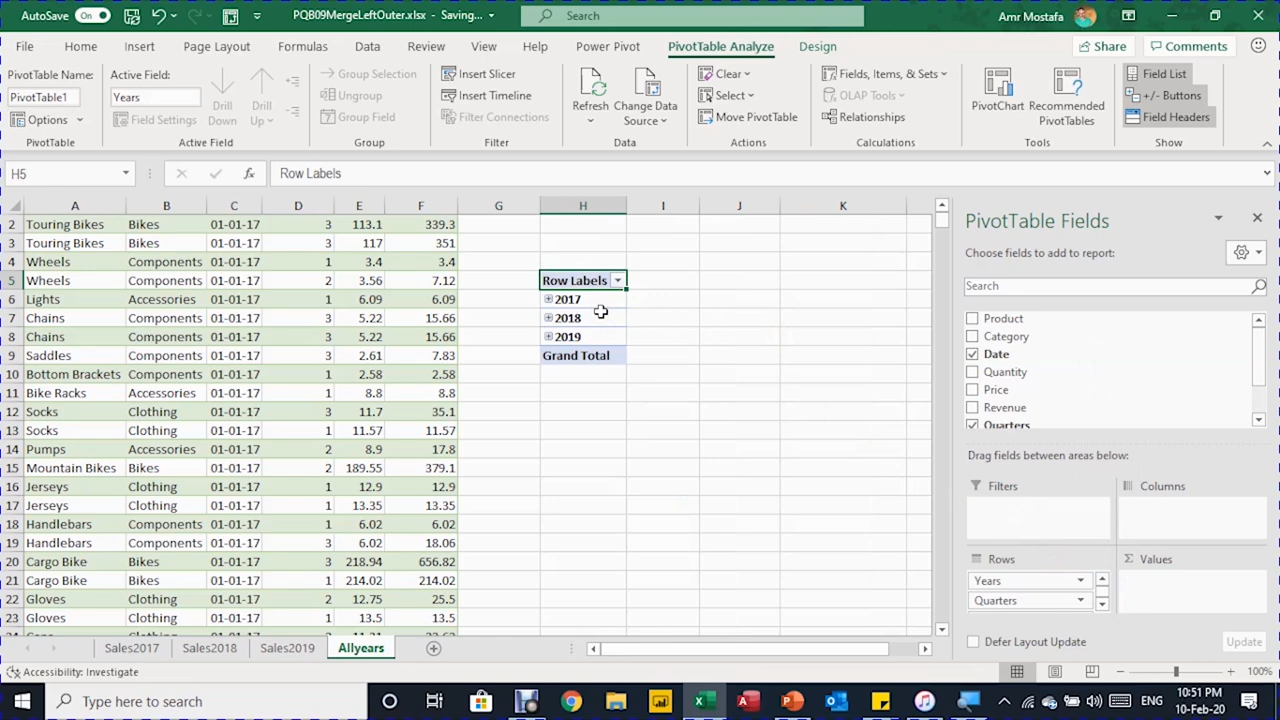 AutoSave On PQB09MergeLeftOuter.xlsx - Saving... Search Amr Mostafa
File Home Insert Page Layout Formulas Data Review View Help Power Pivot PivotTable Analyze Design Share Comments
PivotTable Name: Active Field: Group Selection Insert Slicer Clear Fields, Items, & Sets Field List
PivotTable1 Years Drill Down Drill Up Ungroup Insert Timeline Refresh Change Data Source Select OLAP Tools PivotChart Recommended PivotTables +/- Buttons
Options Field Settings Group Field Filter Connections Move PivotTable Relationships Field Headers
PivotTable Active Field Group Filter Data Actions Calculations Tools Show
H5 fx Row Labels
A B C D E F G H I J K
2 Touring Bikes Bikes 01-01-17 3 113.1 339.3
3 Touring Bikes Bikes 01-01-17 3 117 351
4 Wheels Components 01-01-17 1 3.4 3.4
5 Wheels Components 01-01-17 2 3.56 7.12 Row Labels
6 Lights Accessories 01-01-17 1 6.09 6.09 2017
7 Chains Components 01-01-17 3 5.22 15.66 2018
8 Chains Components 01-01-17 3 5.22 15.66 2019
9 Saddles Components 01-01-17 3 2.61 7.83 Grand Total
10 Bottom Brackets Components 01-01-17 1 2.58 2.58
11 Bike Racks Accessories 01-01-17 1 8.8 8.8
12 Socks Clothing 01-01-17 3 11.7 35.1
13 Socks Clothing 01-01-17 1 11.57 11.57
14 Pumps Accessories 01-01-17 2 8.9 17.8
15 Mountain Bikes Bikes 01-01-17 2 189.55 379.1
16 Jerseys Clothing 01-01-17 1 12.9 12.9
17 Jerseys Clothing 01-01-17 1 13.35 13.35
18 Handlebars Components 01-01-17 1 6.02 6.02
19 Handlebars Components 01-01-17 3 6.02 18.06
20 Cargo Bike Bikes 01-01-17 3 218.94 656.82
21 Cargo Bike Bikes 01-01-17 1 214.02 214.02
22 Gloves Clothing 01-01-17 2 12.75 25.5
23 Gloves Clothing 01-01-17 1 13.5 13.5
PivotTable Fields
Choose fields to add to report:
Search
Product
Category
Date
Quantity
Price
Revenue
Quarters
Drag fields between areas below:
Filters Columns
Rows Σ Values
Years
Quarters
Defer Layout Update Update
Sales2017 Sales2018 Sales2019 Allyears
Accessibility: Investigate 100%
Type here to search ENG 10:51 PM
10-Feb-20